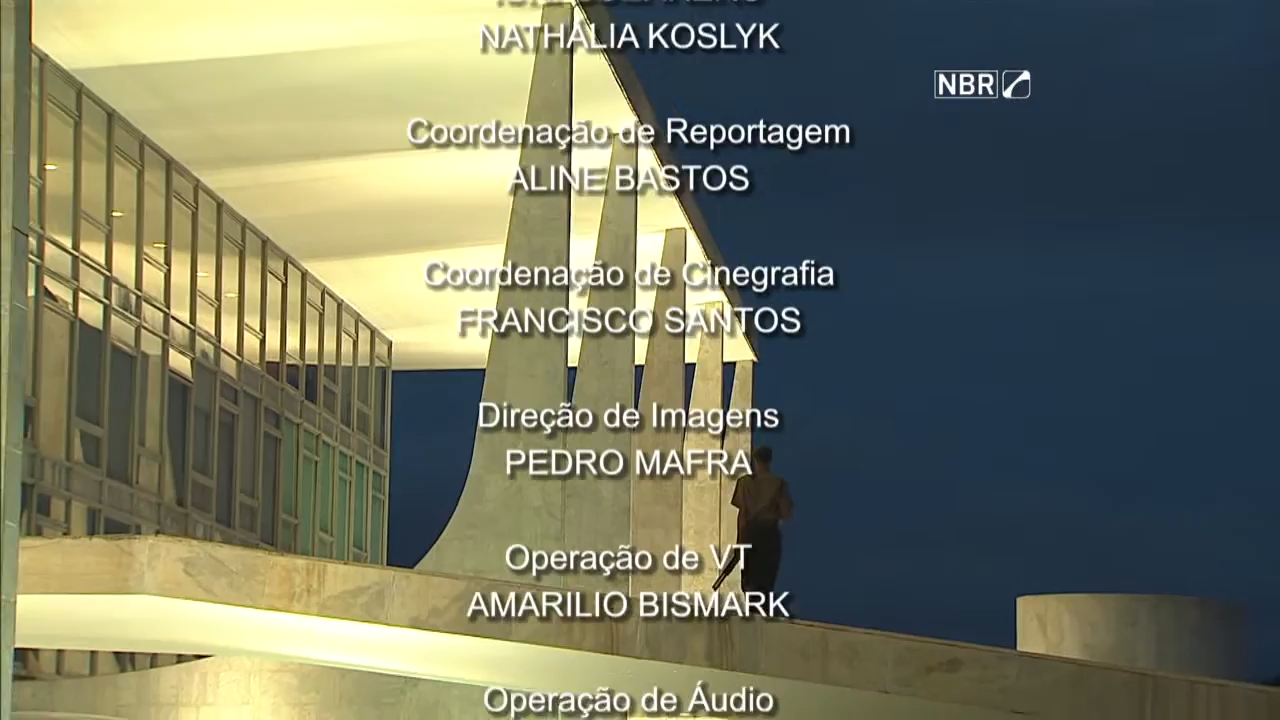 NATHÁLIA KOSLYK
NBR
Coordenação de Reportagem
ALINE BASTOS
Coordenação de Cinegrafia
FRANCISCO SANTOS
Direção de Imagens
PEDRO MAFRA
Operação de VT
AMARILIO BISMARK
Operação de Áudio